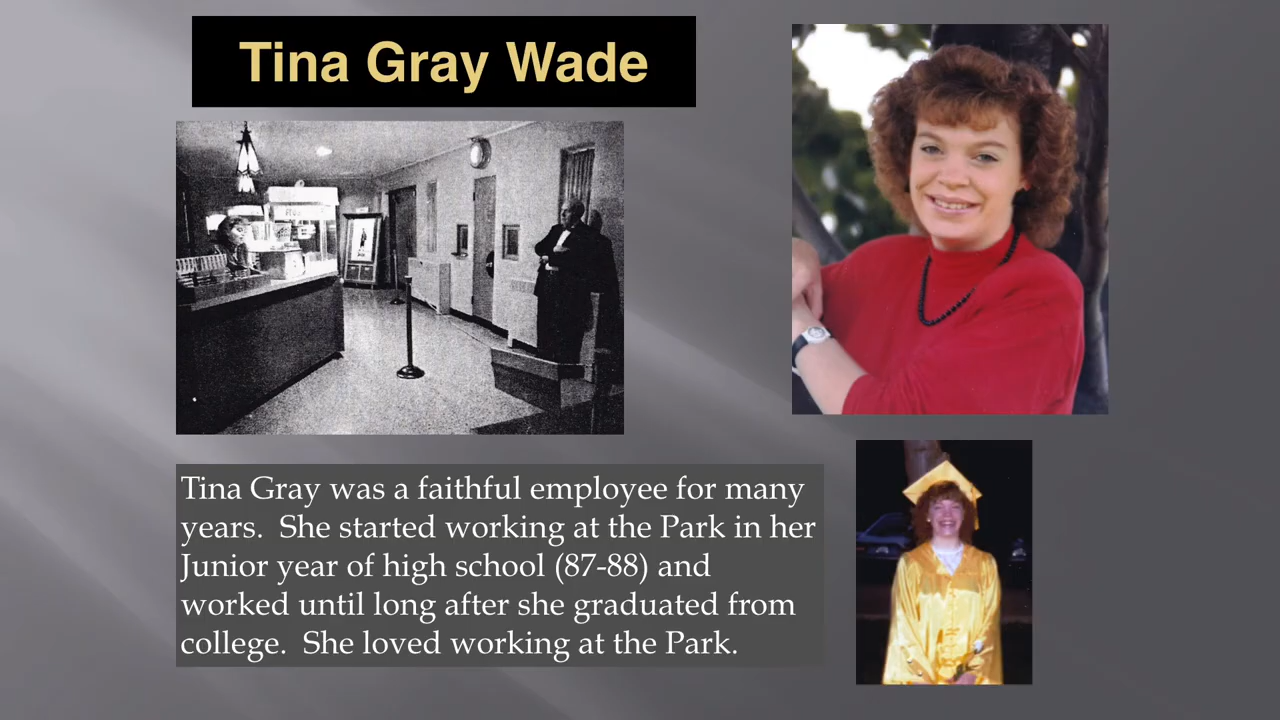 Tina Gray Wade
Tina Gray was a faithful employee for many
years.  She started working at the Park in her
Junior year of high school (87-88) and
worked until long after she graduated from
college.  She loved working at the Park.